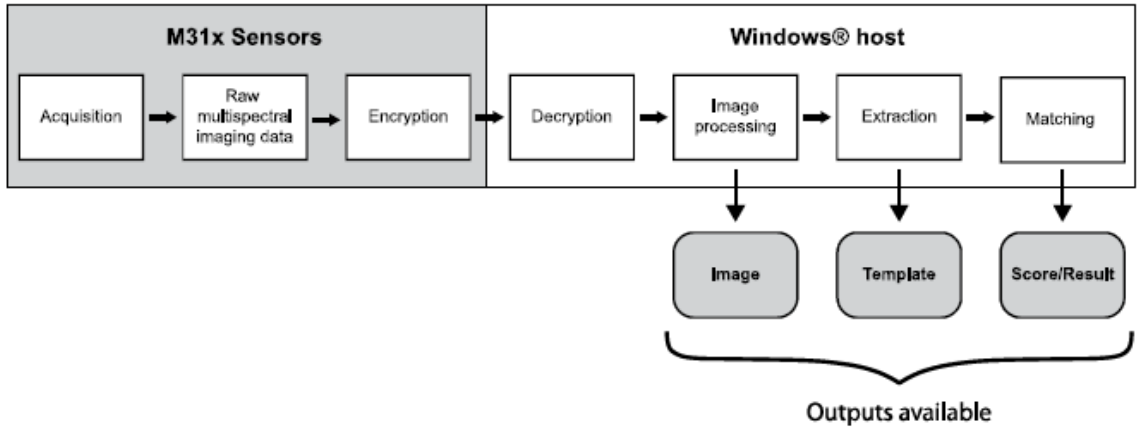 M31x Sensors
Windows® host
Acquisition
Raw
multispectral
imaging data
Encryption
Decryption
Image
processing
Extraction
Matching
Image
Template
Score/Result
Outputs available